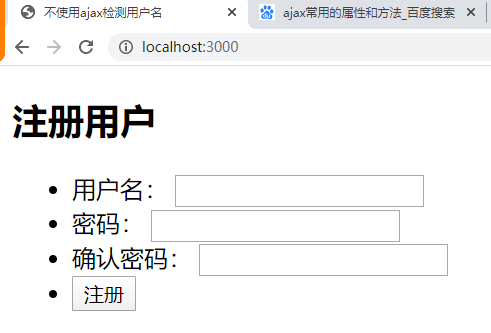 不使用ajax检测用户名
ajax常用的属性和方法_百度搜索
localhost:3000
注册用户
用户名：
密码：
确认密码：
注册